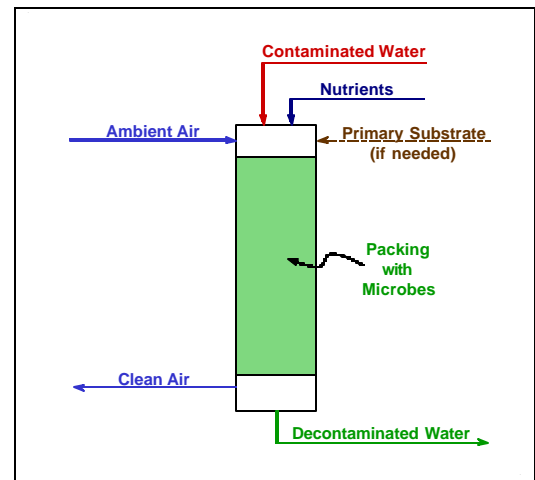 Contaminated Water
Nutrients
Ambient Air
Primary Substrate
(if needed)
Packing
with
Microbes
Clean Air
Decontaminated Water